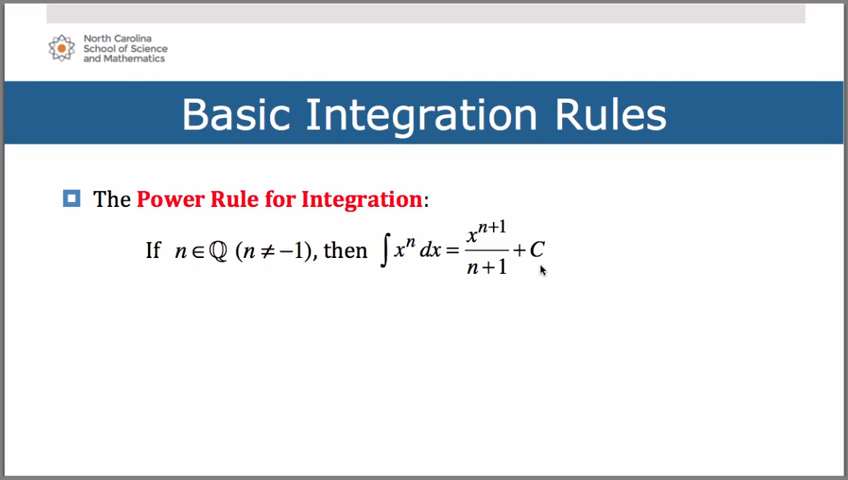 North Carolina
School of Science
and Mathematics
Basic Integration Rules
The Power Rule for Integration:
If n ∈ ℚ (n ≠ −1), then ∫ xⁿ dx = xⁿ⁺¹/(n+1) + C